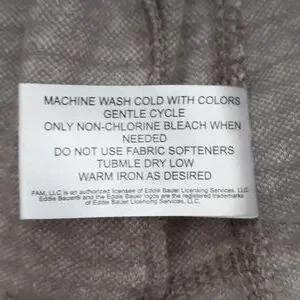 MACHINE WASH COLD WITH COLORS
GENTLE CYCLE
ONLY NON-CHLORINE BLEACH WHEN
NEEDED
DO NOT USE FABRIC SOFTENERS
TUBMLE DRY LOW
WARM IRON AS DESIRED
FAM, LLC is an authorized licensee of Eddie Bauer Licensing Services, LLC.
Eddie Bauer® and the Eddie Bauer logos are the registered trademarks
of Eddie Bauer Licensing Services, LLC.